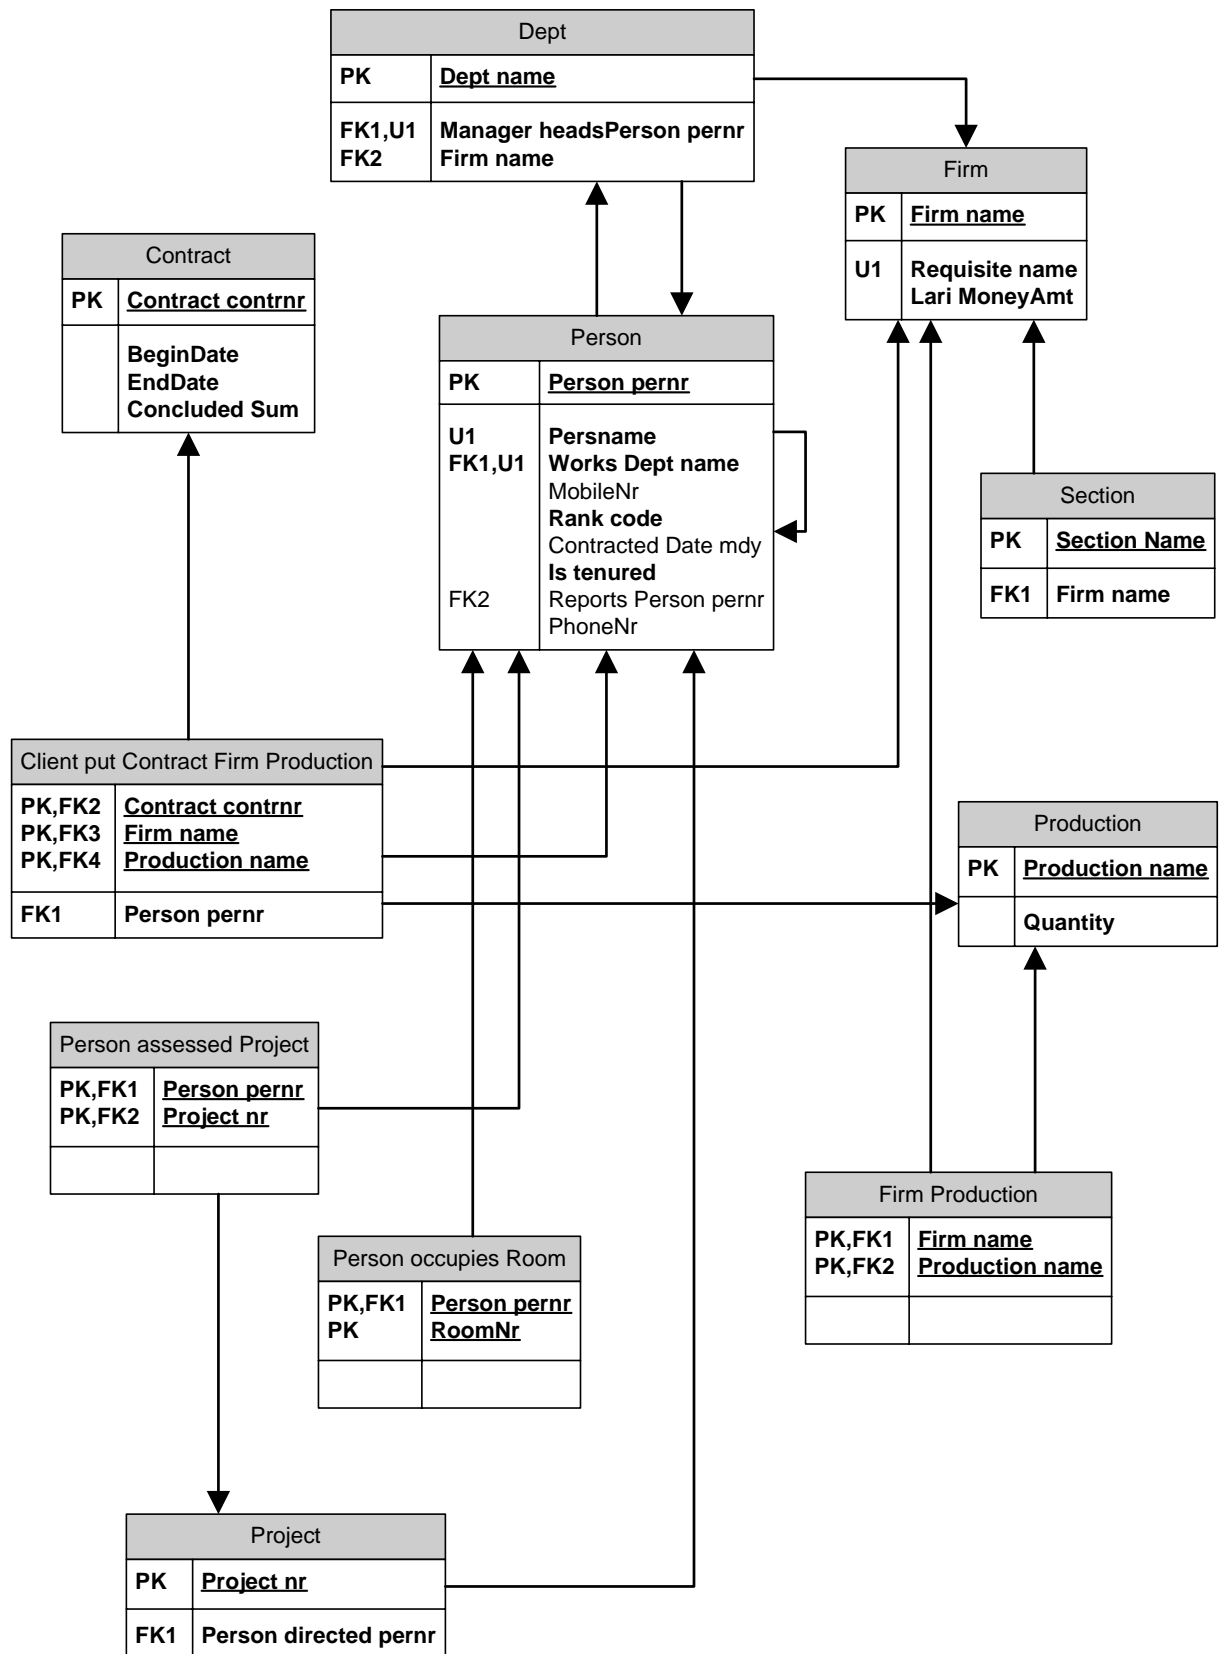 Dept
PK Dept name
FK1,U1 Manager headsPerson pernr
FK2 Firm name
Firm
PK Firm name
U1 Requisite name
Lari MoneyAmt
Contract
PK Contract contrnr
BeginDate
EndDate
Concluded Sum
Person
PK Person pernr
U1 Persname
FK1,U1 Works Dept name
MobileNr
Rank code
Contracted Date mdy
Is tenured
FK2 Reports Person pernr
PhoneNr
Section
PK Section Name
FK1 Firm name
Client put Contract Firm Production
PK,FK2 Contract contrnr
PK,FK3 Firm name
PK,FK4 Production name
FK1 Person pernr
Production
PK Production name
Quantity
Person assessed Project
PK,FK1 Person pernr
PK,FK2 Project nr
Firm Production
PK,FK1 Firm name
PK,FK2 Production name
Person occupies Room
PK,FK1 Person pernr
PK RoomNr
Project
PK Project nr
FK1 Person directed pernr